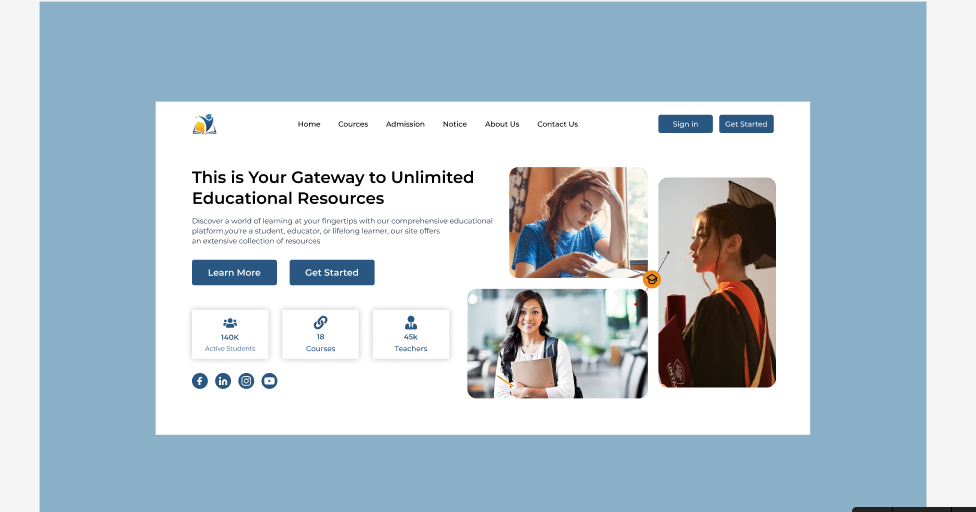 Home Cources Admission Notice About Us Contact Us Sign in Get Started
This is Your Gateway to Unlimited
Educational Resources
Discover a world of learning at your fingertips with our comprehensive educational
platform.you're a student, educator, or lifelong learner, our site offers
an extensive collection of resources
Learn More Get Started
140K
Active Students
18
Courses
45k
Teachers